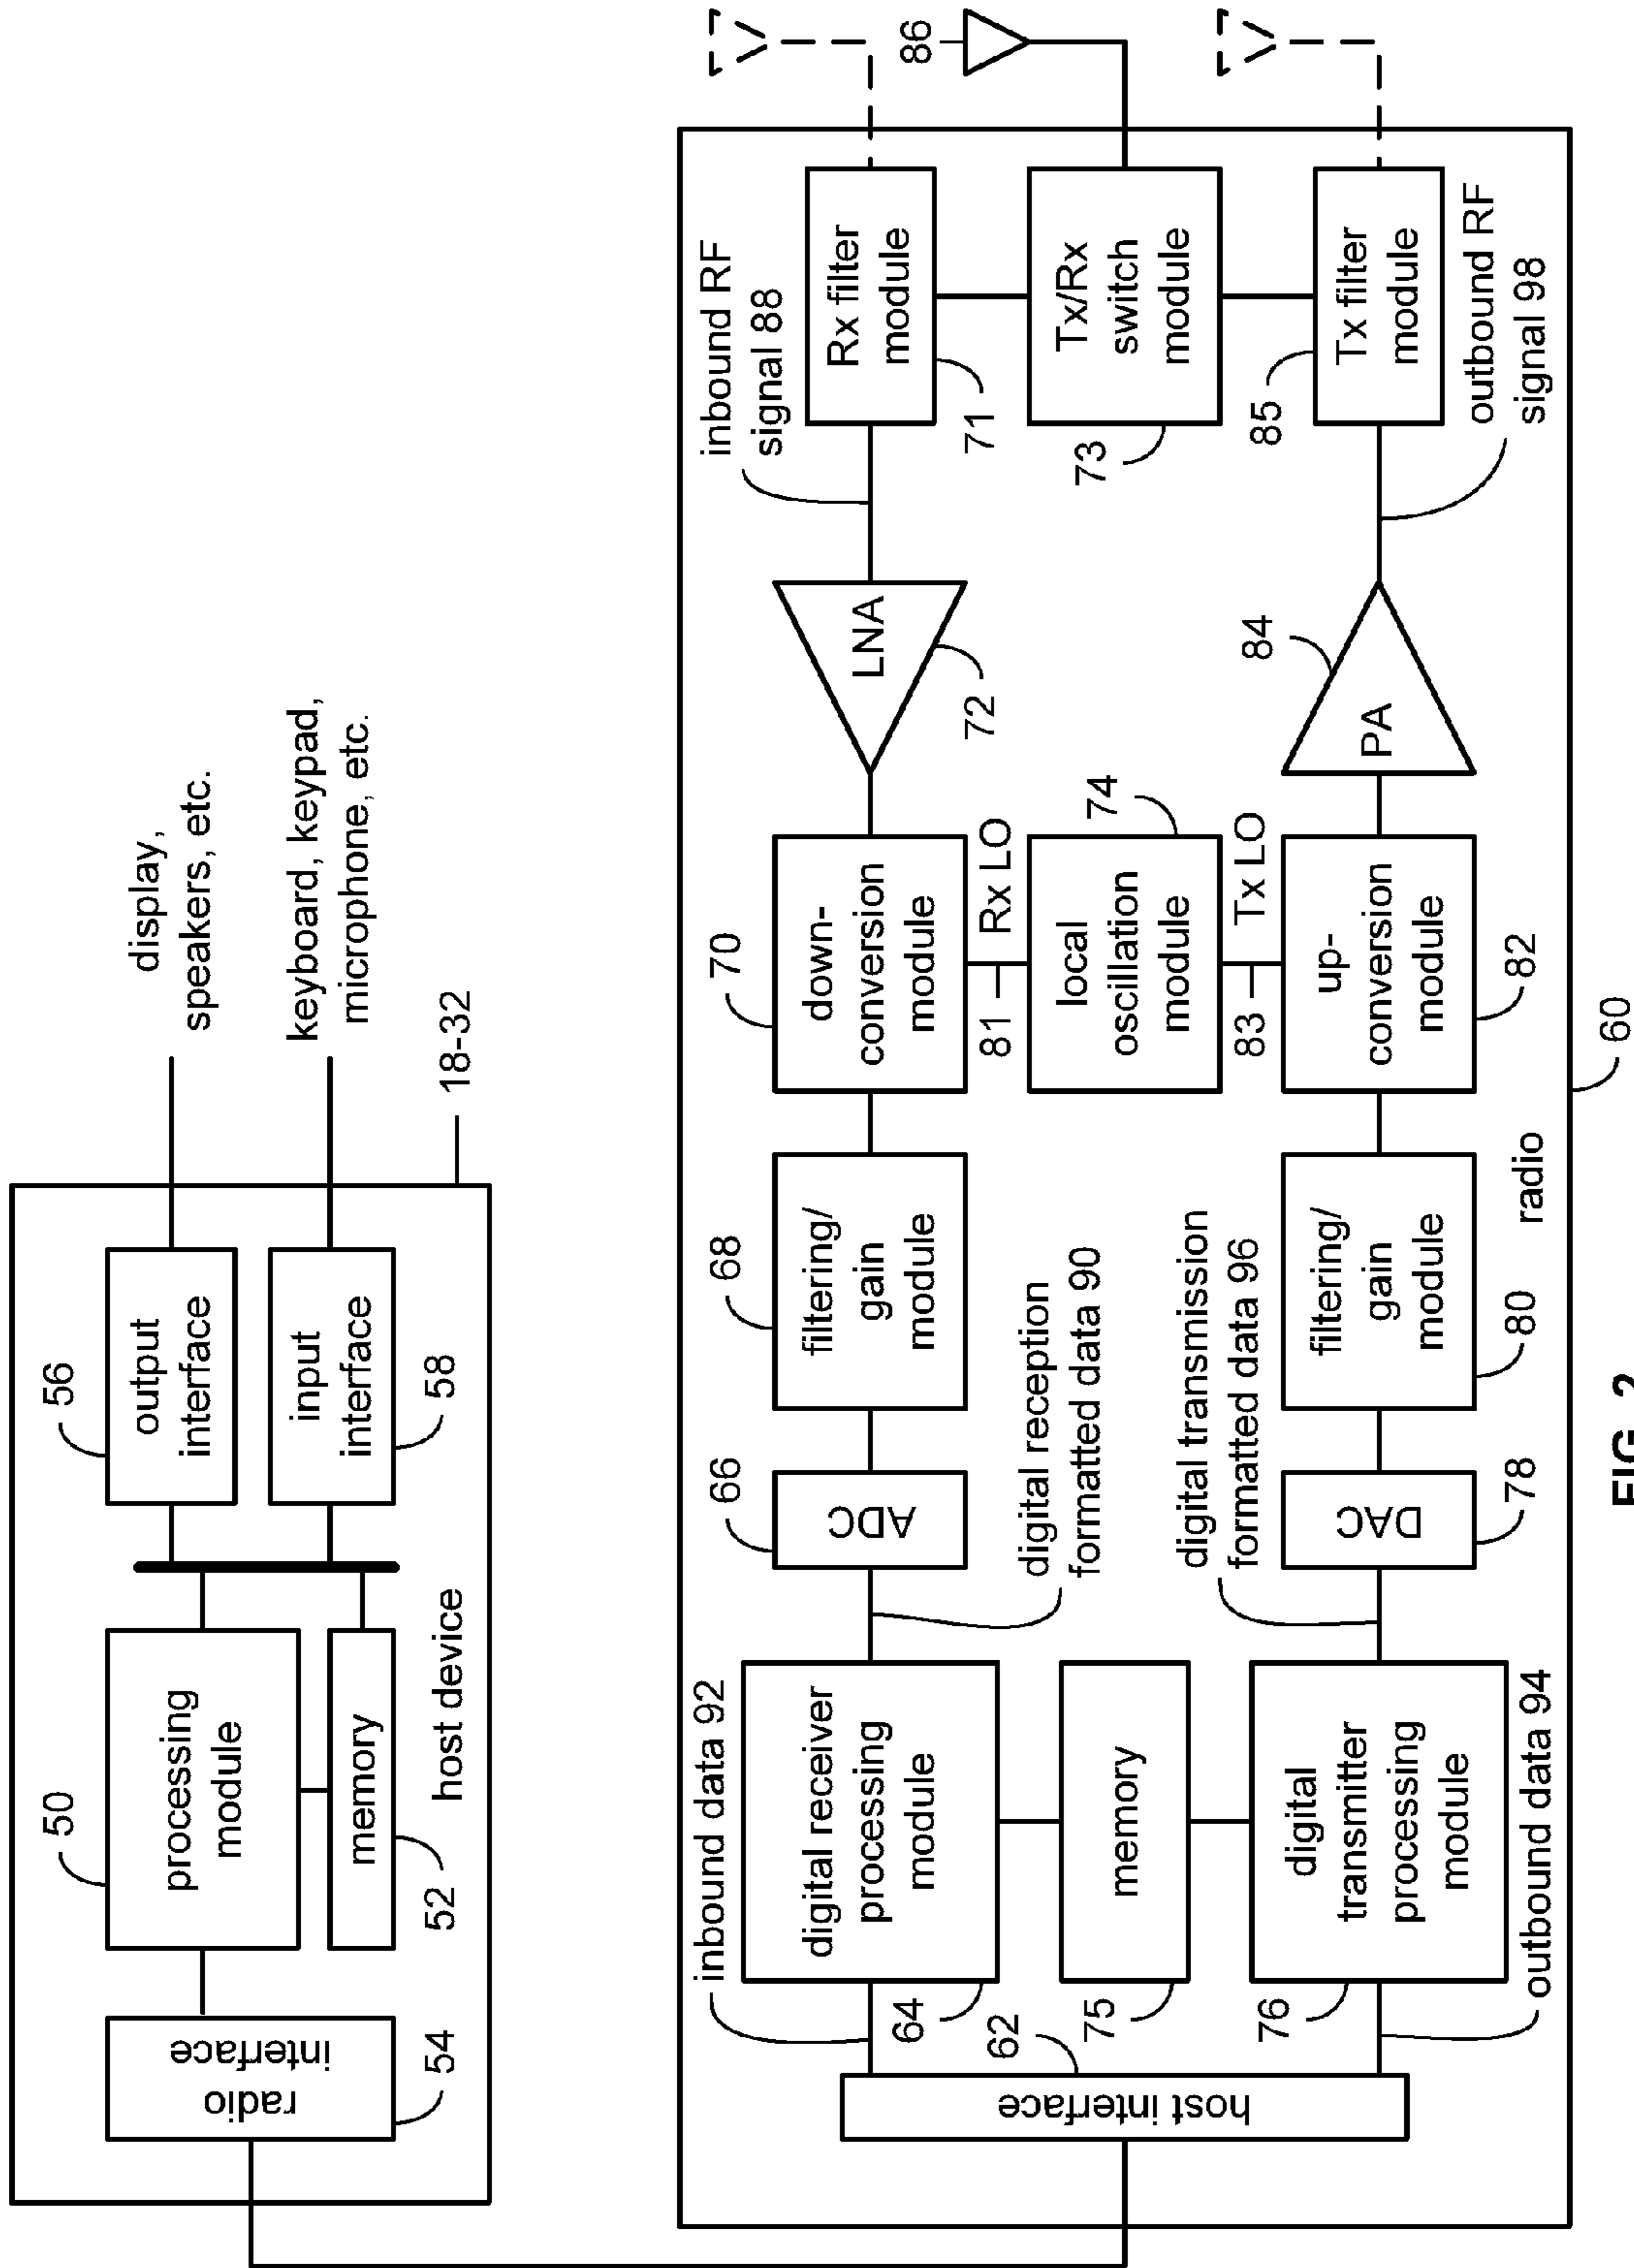 display,
speakers, etc.
keyboard, keypad,
microphone, etc.
18-32
56
output
interface
input
interface
58
50
processing
module
memory
52
host device
radio
interface
54
inbound RF
signal 88
86
Rx filter
module
71
LNA
72
70
down-
conversion
module
68
filtering/
gain
module
66
ADC
digital reception
formatted data 90
inbound data 92
digital receiver
processing
module
64
Tx/Rx
switch
module
73
81
Rx LO
74
local
oscillation
module
83
Tx LO
memory
75
62
host interface
85
Tx filter
module
outbound RF
signal 98
84
PA
up-
conversion
module
82
filtering/
gain
module
80
radio
digital transmission
formatted data 96
DAC
78
digital
transmitter
processing
module
76
outbound data 94
60
FIG. 2